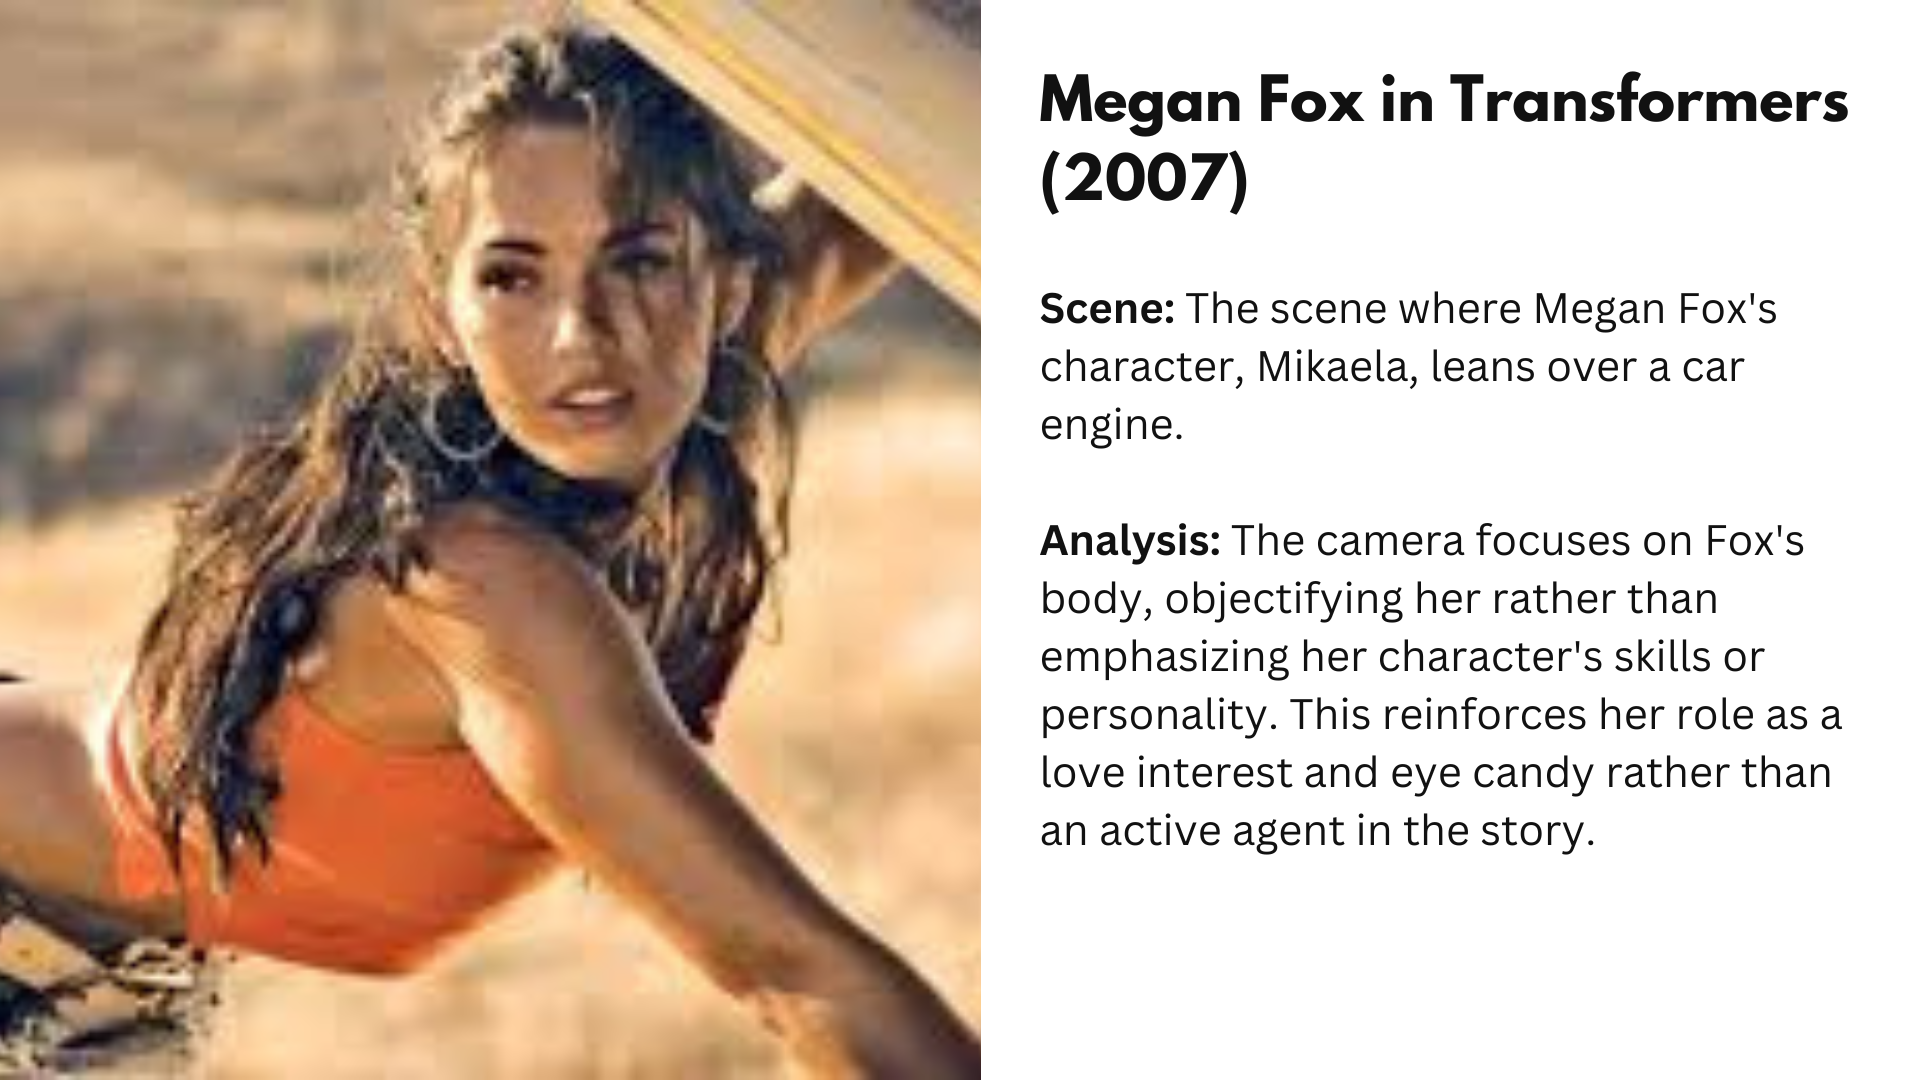 Megan Fox in Transformers
(2007)
Scene: The scene where Megan Fox's
character, Mikaela, leans over a car
engine.
Analysis: The camera focuses on Fox's
body, objectifying her rather than
emphasizing her character's skills or
personality. This reinforces her role as a
love interest and eye candy rather than
an active agent in the story.